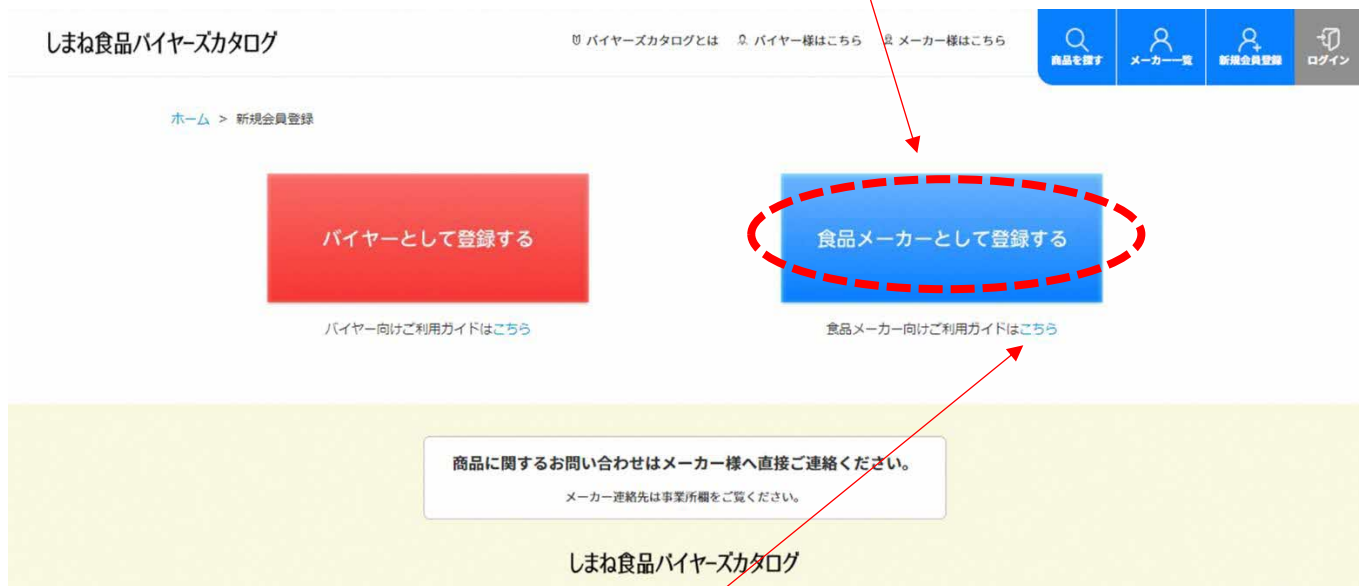 しまね食品バイヤーズカタログ
バイヤーズカタログとは バイヤー様はこちら メーカー様はこちら
商品を探す メーカー一覧 新規会員登録 ログイン
ホーム > 新規会員登録
バイヤーとして登録する
食品メーカーとして登録する
バイヤー向けご利用ガイドはこちら
食品メーカー向けご利用ガイドはこちら
商品に関するお問い合わせはメーカー様へ直接ご連絡ください。
メーカー連絡先は事業所欄をご覧ください。
しまね食品バイヤーズカタログ